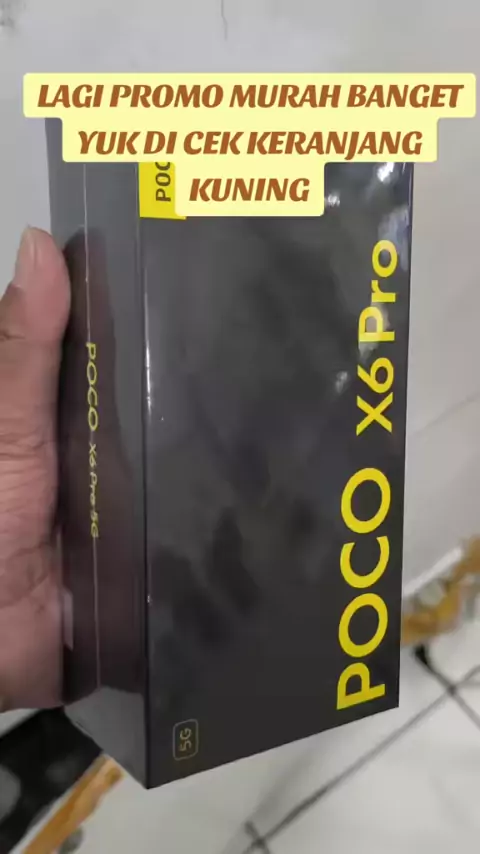 LAGI PROMO MURAH BANGET
YUK DI CEK KERANJANG
KUNING
POCO X6 Pro
POCO X6 Pro 5G
5G